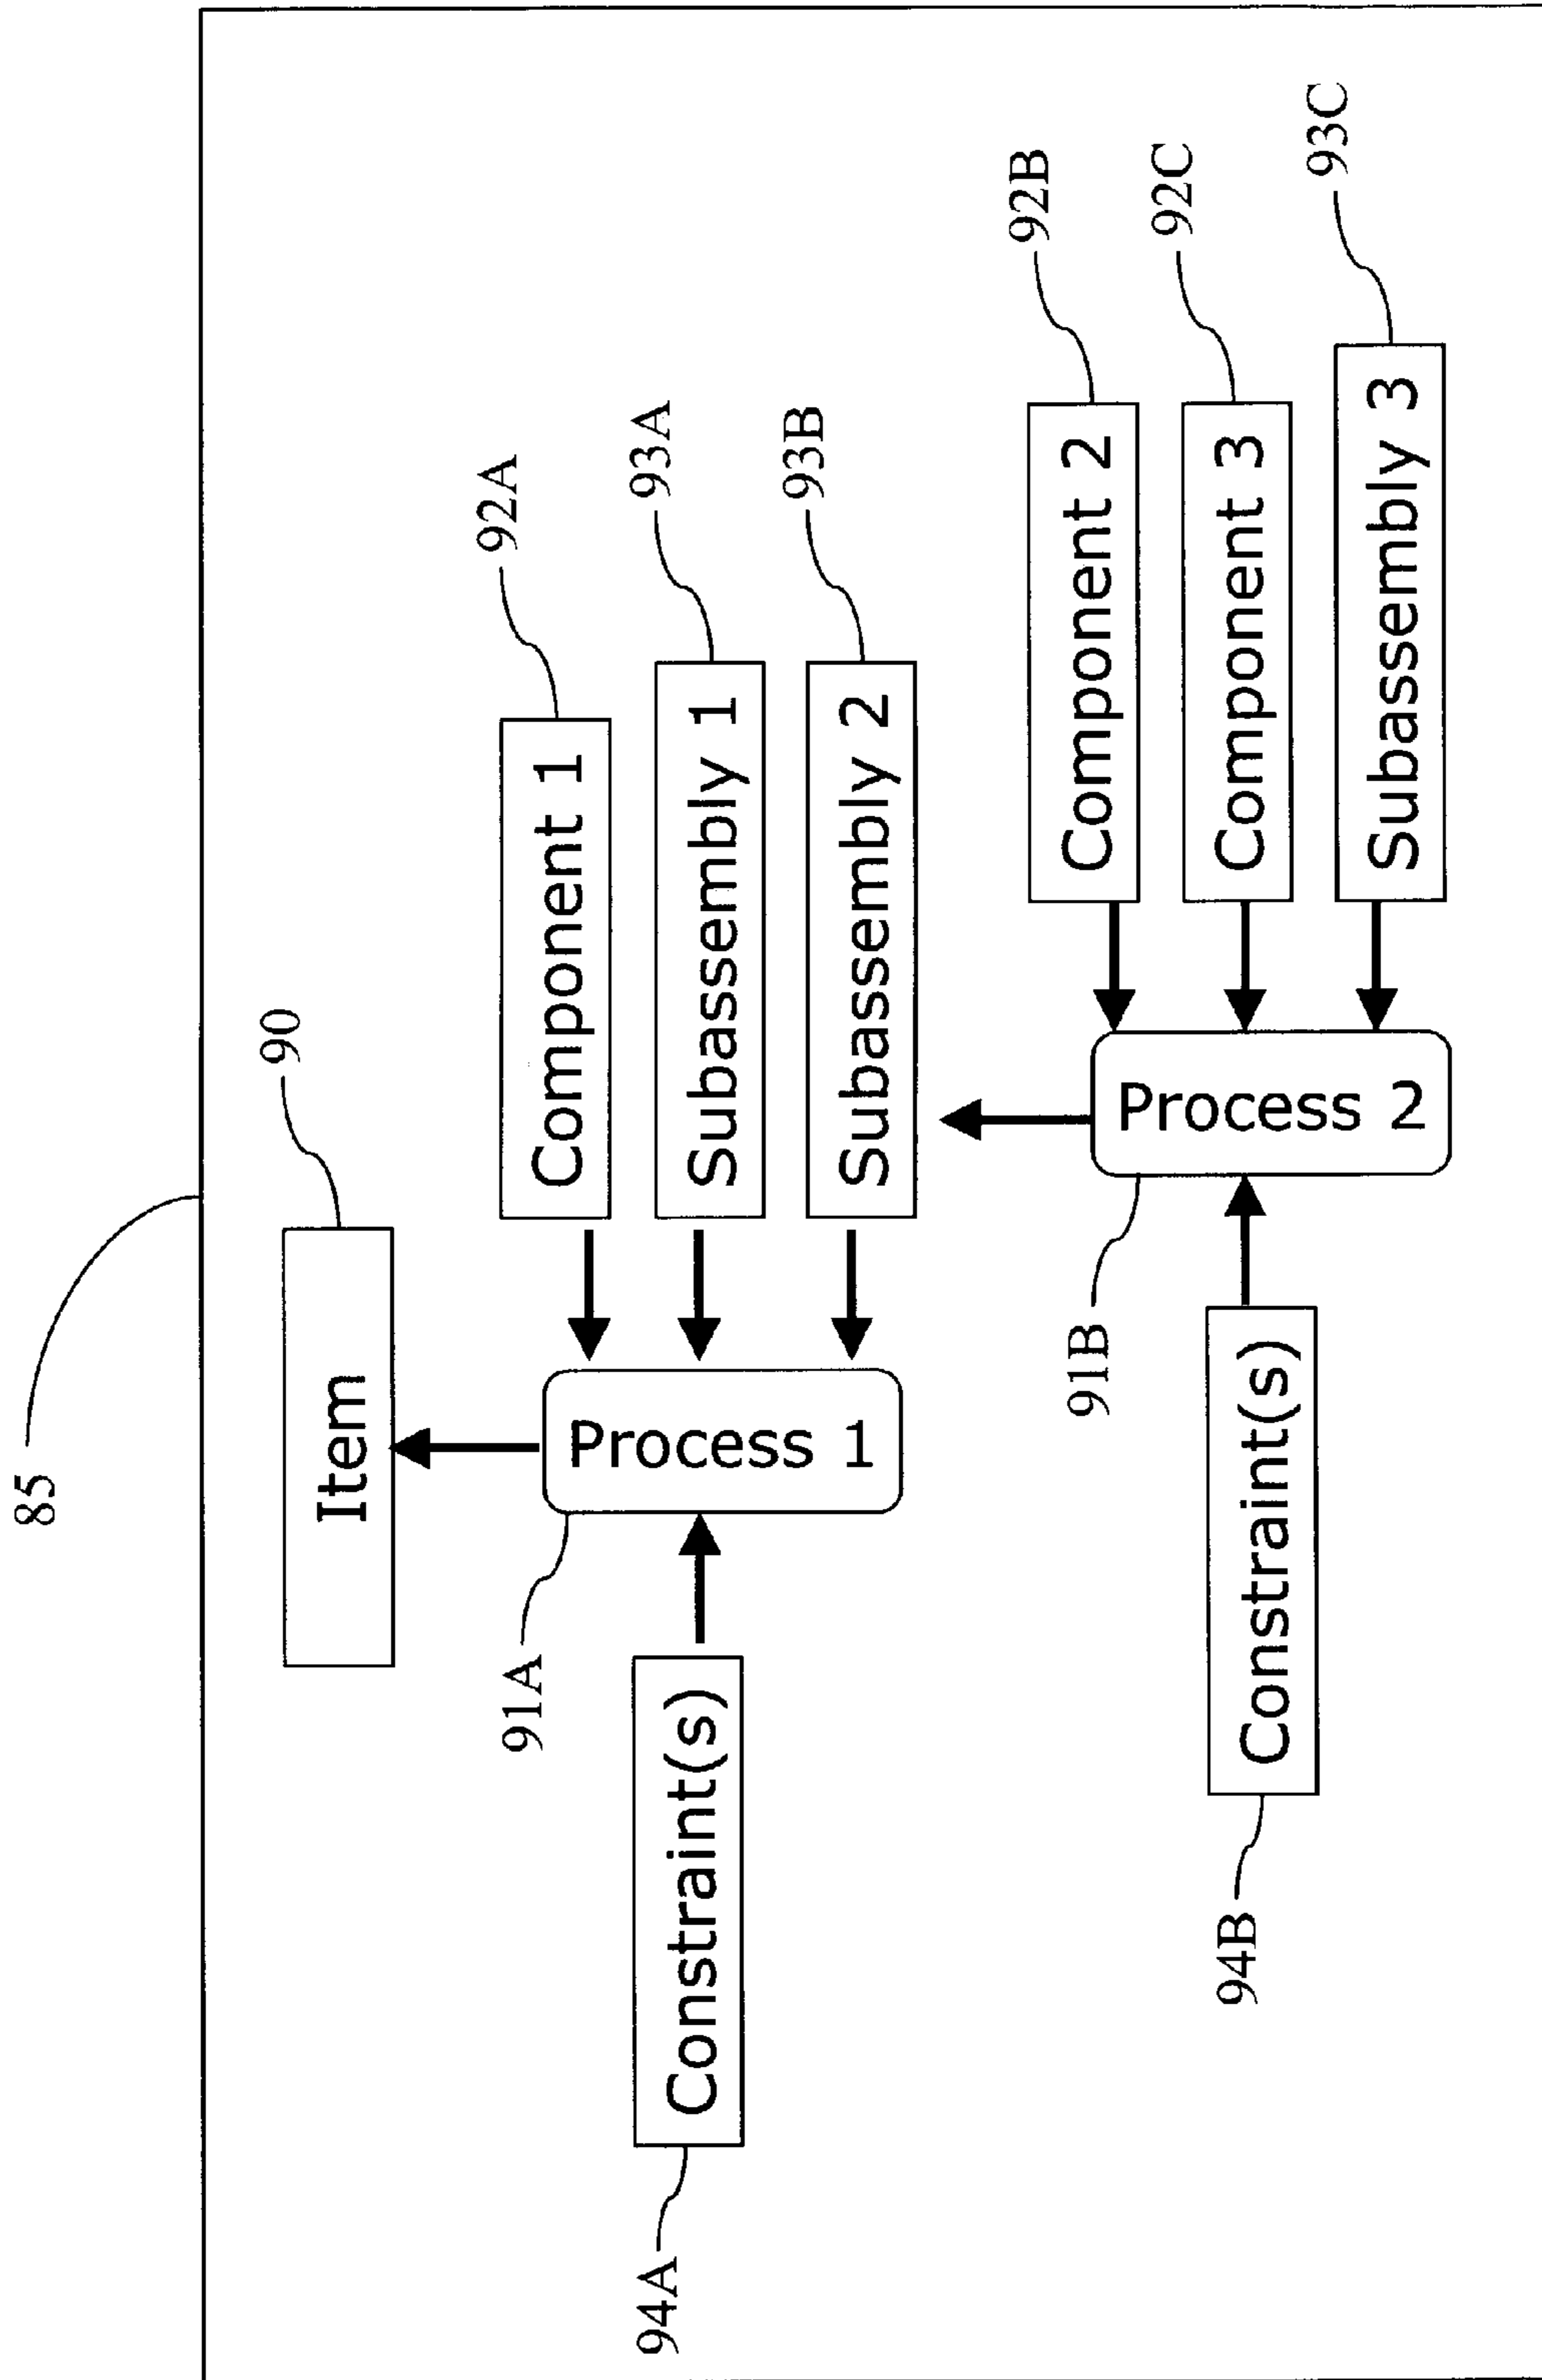 85
90
Item
92A
Component 1
93A
Subassembly 1
93B
Subassembly 2
91A
Process 1
94A
Constraint(s)
92B
Component 2
92C
Component 3
93C
Subassembly 3
91B
Process 2
94B
Constraint(s)